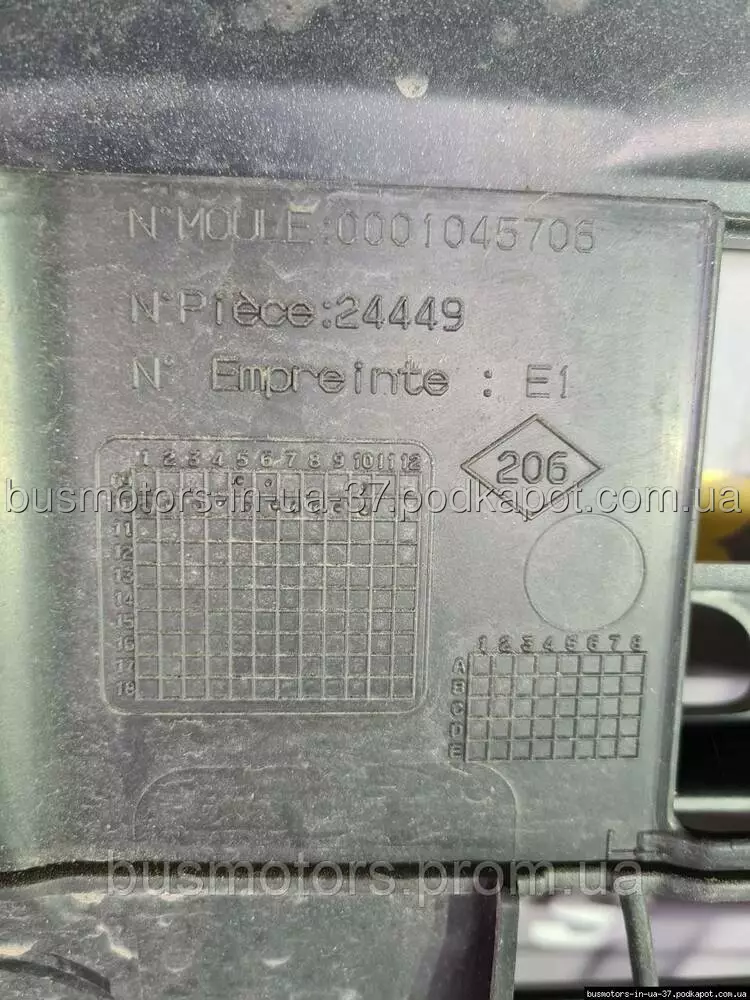 N°MOULE:0001045706
N°Pièce:24449
N° Empreinte : E1
206
1 2 3 4 5 6 7 8 9 10 11 12
busmotors-in-ua-37.podkapot.com.ua
11
12
13
14
15
16
17
18
1 2 3 4 5 6 7 8
A
B
C
D
E
busmotors.prom.ua
busmotors-in-ua-37.podkapot.com.ua